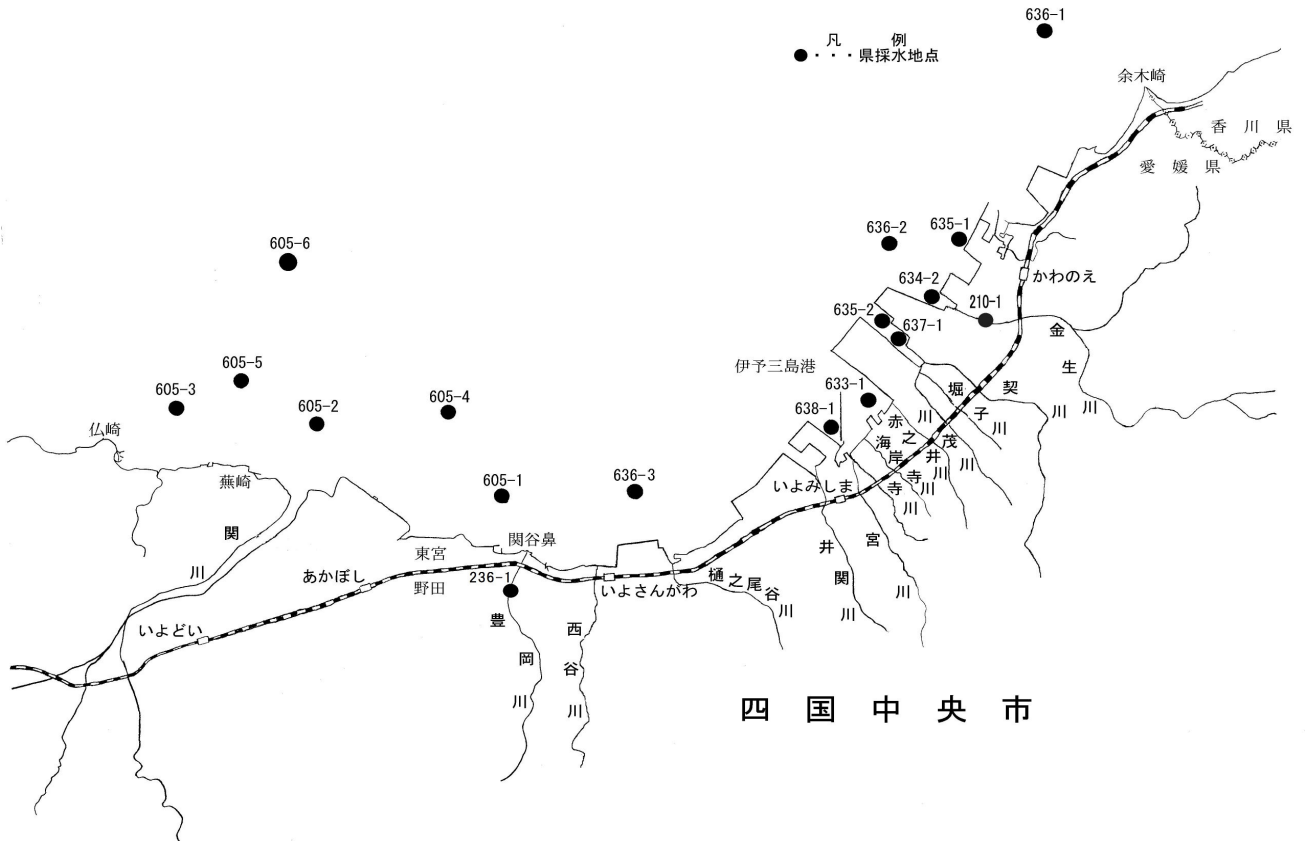 636-1
凡例
●・・・県採水地点
余木崎
香川県
愛媛県
636-2
635-1
605-6
かわのえ
634-2
210-1
635-2
637-1
金生川
伊予三島港
605-5
605-3
605-4
605-2
633-1
638-1
契川
堀子川
赤之井川
茂川
海岸寺川
寺川
仏崎
蕪崎
605-1
636-3
いよみしま
関川
関谷鼻
東宮
野田
あかぼし
236-1
いよさんがわ
樋之尾谷川
井関川
宮川
いよどい
豊岡川
西谷川
四国中央市